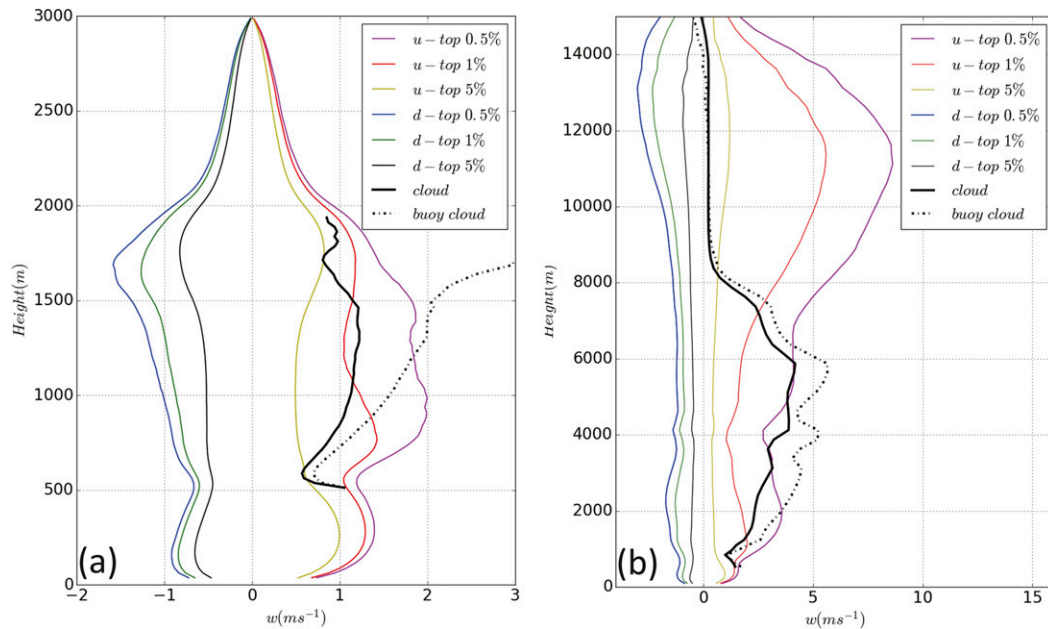 3000
2500
2000
1500
1000
500
0
Height(m)
−2
−1
0
1
2
3
w(ms⁻¹)
u − top 0.5%
u − top 1%
u − top 5%
d − top 0.5%
d − top 1%
d − top 5%
cloud
buoy cloud
(a)
14000
12000
10000
8000
6000
4000
2000
0
Height(m)
0
5
10
15
w(ms⁻¹)
u − top 0.5%
u − top 1%
u − top 5%
d − top 0.5%
d − top 1%
d − top 5%
cloud
buoy cloud
(b)